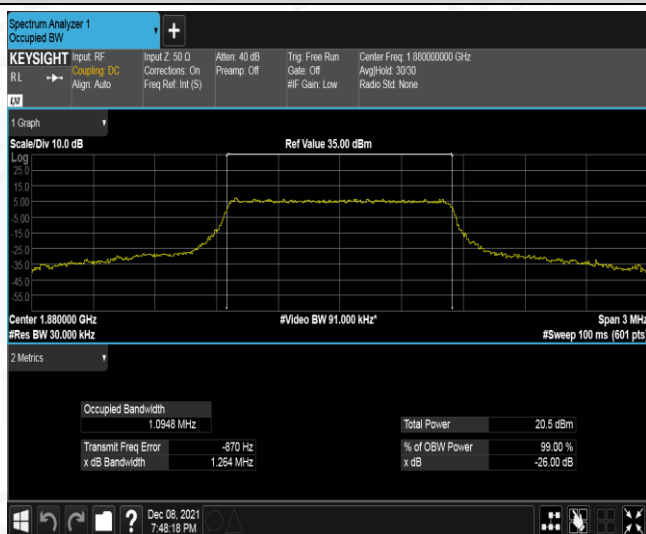 Spectrum Analyzer 1
Occupied BW
+
KEYSIGHT Input: RF Input Z: 50 Ω Atten: 40 dB Trig: Free Run Center Freq: 1.880000000 GHz
RL Coupling: DC Corrections: On Preamp: Off Gate: Off Avg|Hold: 30/30
Align: Auto Freq Ref: Int (S) #IF Gain: Low Radio Std: None
LXI
1 Graph
Scale/Div 10.0 dB Ref Value 35.00 dBm
Log
25.0
15.0
5.00
-5.00
-15.0
-25.0
-35.0
-45.0
-55.0
Center 1.880000 GHz #Video BW 91.000 kHz* Span 3 MHz
#Res BW 30.000 kHz #Sweep 100 ms (601 pts)
2 Metrics
Occupied Bandwidth
1.0948 MHz Total Power 20.5 dBm
Transmit Freq Error -870 Hz % of OBW Power 99.00 %
x dB Bandwidth 1.264 MHz x dB -26.00 dB
? Dec 08, 2021
7:48:18 PM